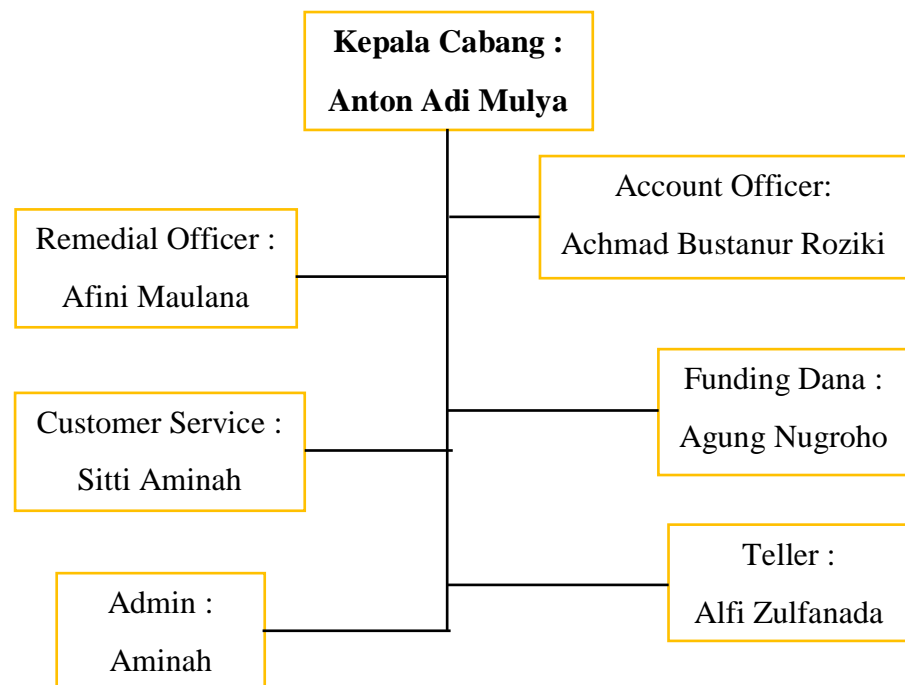 Kepala Cabang :
Anton Adi Mulya
Account Officer:
Achmad Bustanur Roziki
Remedial Officer :
Afini Maulana
Funding Dana :
Agung Nugroho
Customer Service :
Sitti Aminah
Teller :
Alfi Zulfanada
Admin :
Aminah